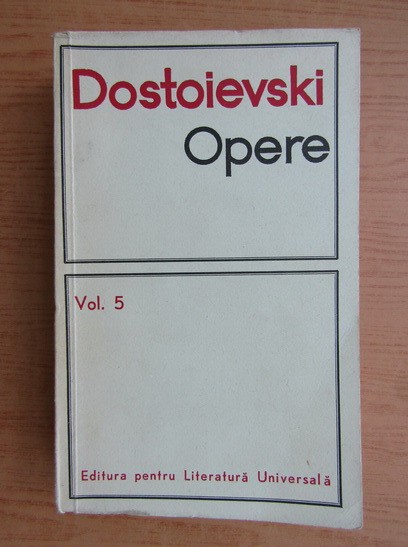 Dostoievski
Opere
Vol. 5
Editura pentru Literatură Universală